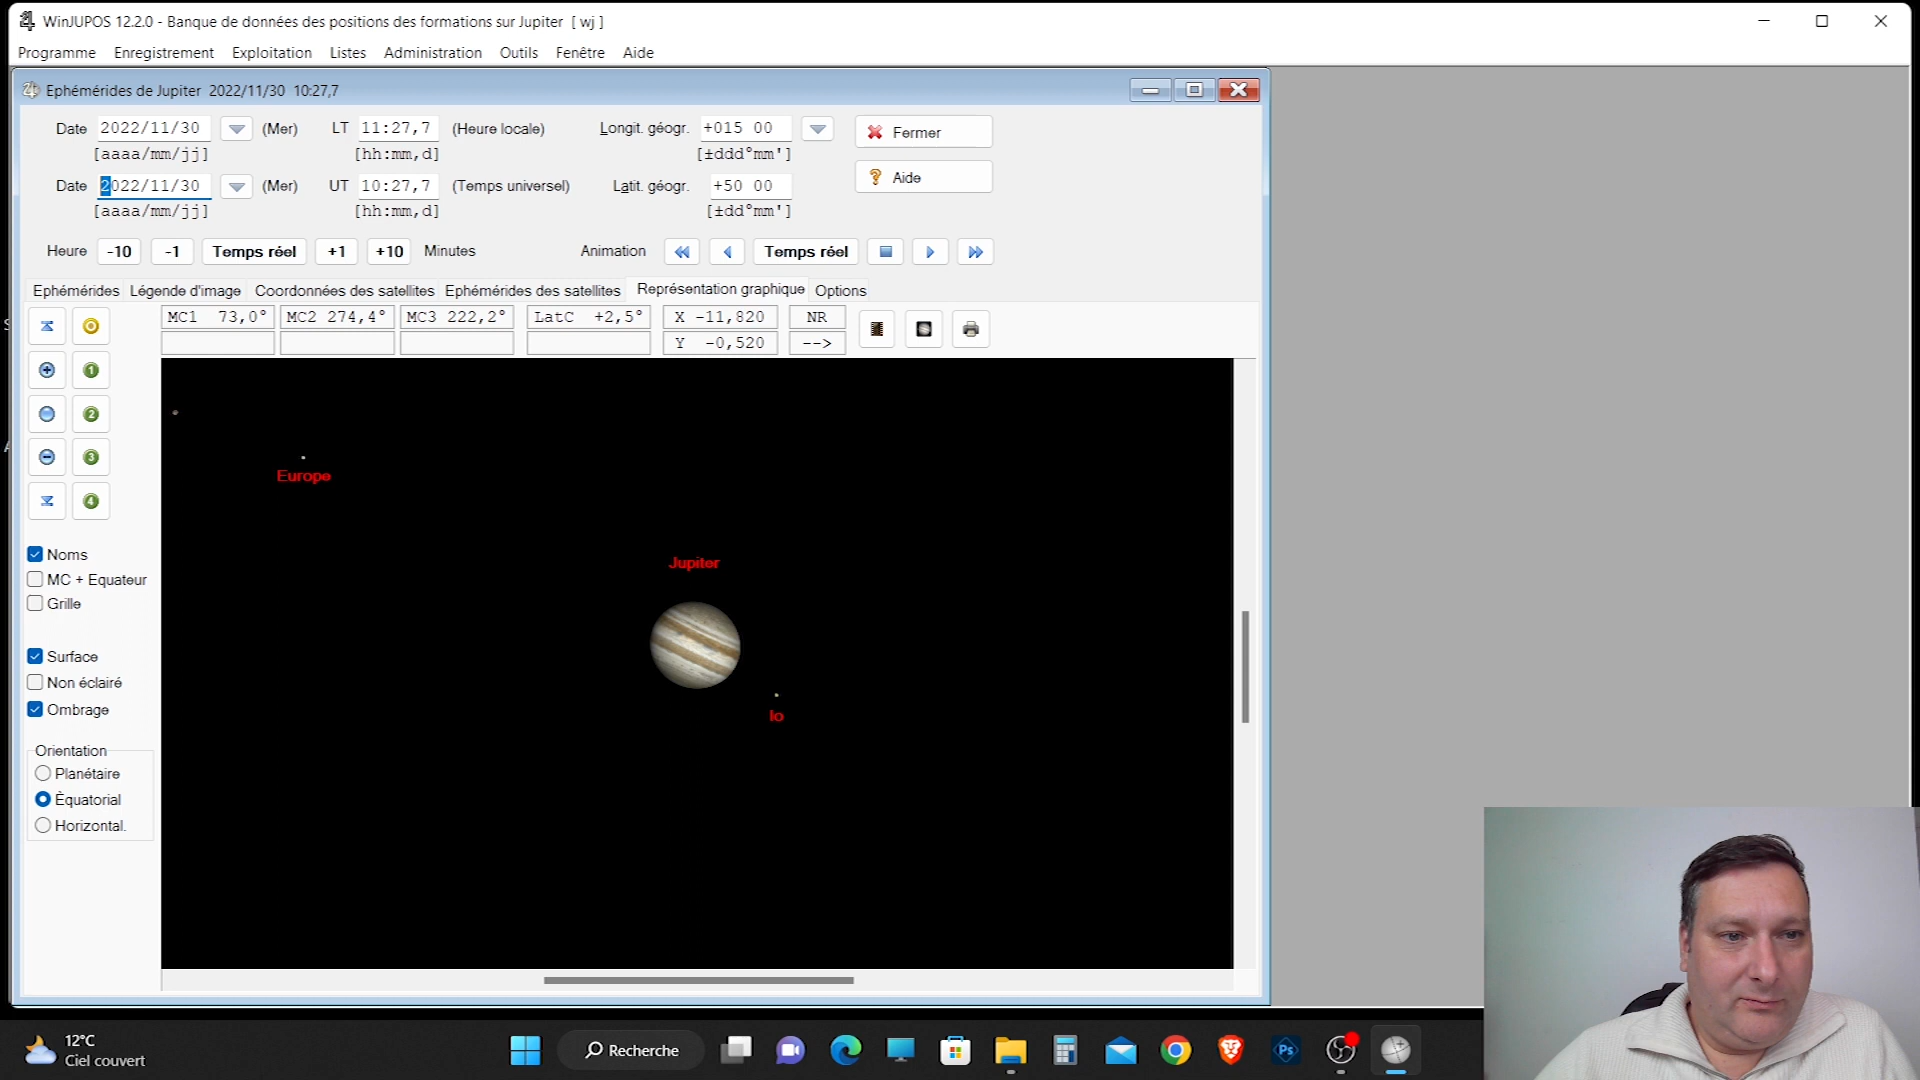 WinJUPOS 12.2.0 - Banque de données des positions des formations sur Jupiter [ wj ]
Programme Enregistrement Exploitation Listes Administration Outils Fenêtre Aide
Ephémérides de Jupiter 2022/11/30 10:27,7
Date 2022/11/30 (Mer) LT 11:27,7 (Heure locale) Longit. géogr. +015 00 Fermer
[aaaa/mm/jj] [hh:mm,d] [±ddd°mm']
Date 2022/11/30 (Mer) UT 10:27,7 (Temps universel) Latit. géogr. +50 00 Aide
[aaaa/mm/jj] [hh:mm,d] [±dd°mm']
Heure -10 -1 Temps réel +1 +10 Minutes Animation Temps réel
Ephémérides Légende d'image Coordonnées des satellites Ephémérides des satellites Représentation graphique Options
MC1 73,0° MC2 274,4° MC3 222,2° LatC +2,5° X -11,820 NR
Y -0,520 -->
1
2
3
4
Europe
Jupiter
Io
Noms
MC + Equateur
Grille
Surface
Non éclairé
Ombrage
Orientation
Planétaire
Èquatorial
Horizontal.
12°C
Ciel couvert
Recherche
Ps